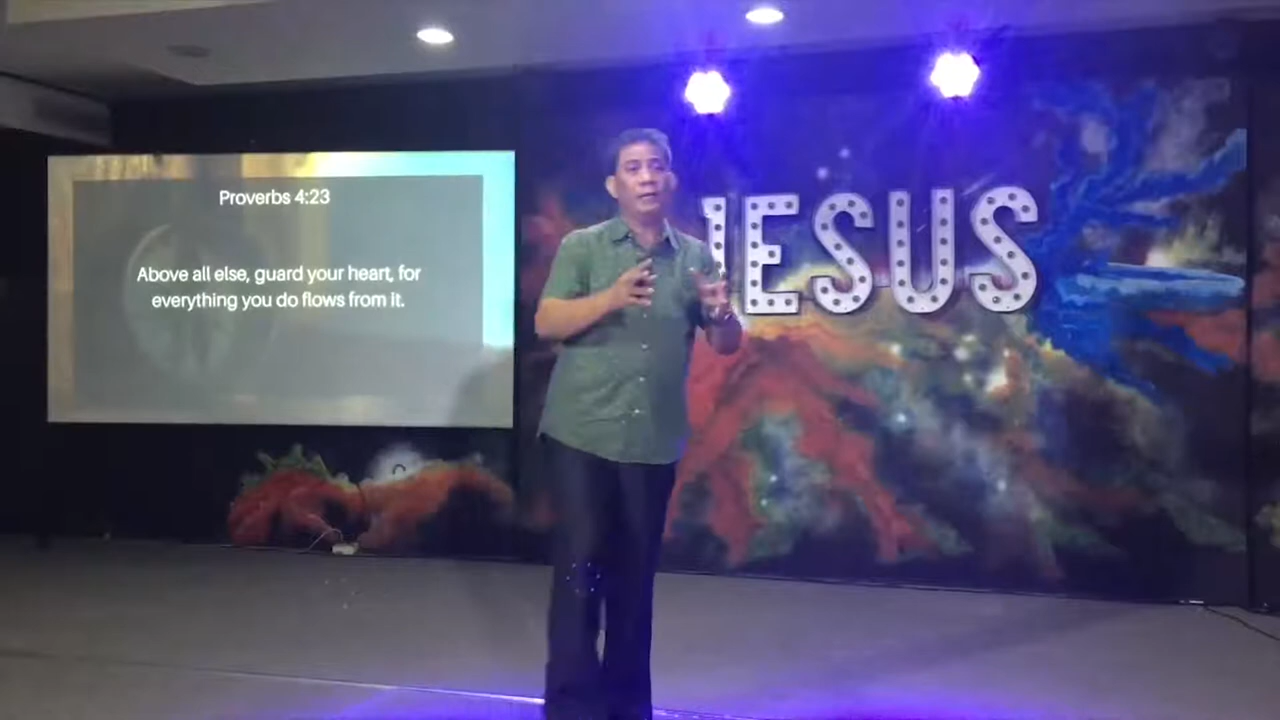 Proverbs 4:23
Above all else, guard your heart, for
everything you do flows from it.
JESUS